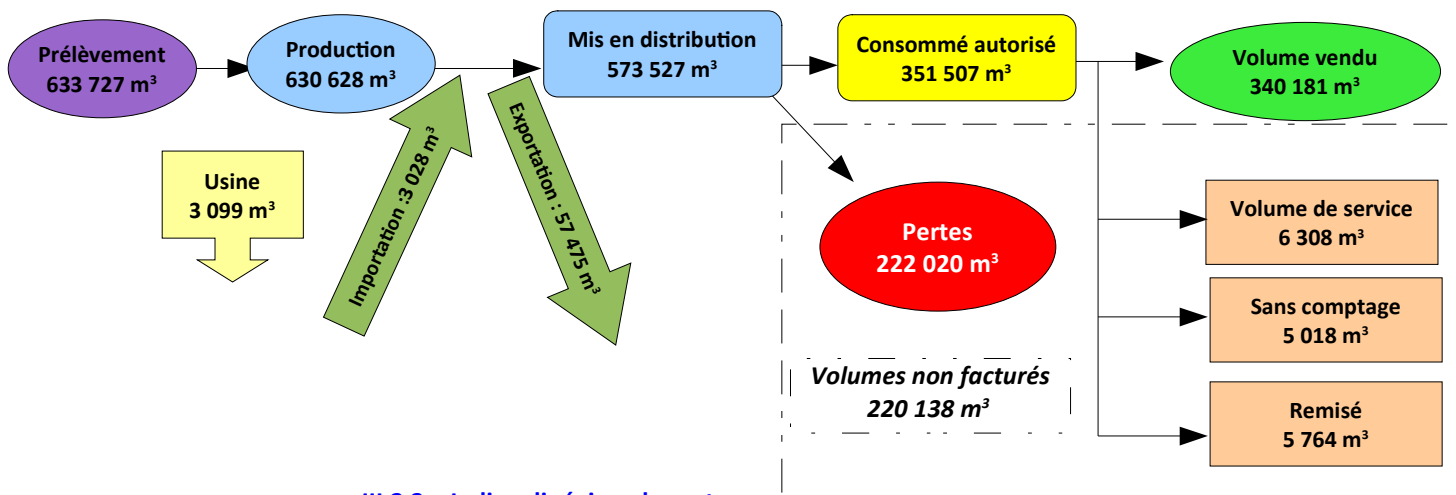 Prélèvement
633 727 m³
Production
630 628 m³
Mis en distribution
573 527 m³
Consommé autorisé
351 507 m³
Volume vendu
340 181 m³
Usine
3 099 m³
Importation :3 028 m³
Exportation : 57 475 m³
Pertes
222 020 m³
Volume de service
6 308 m³
Sans comptage
5 018 m³
Volumes non facturés
220 138 m³
Remisé
5 764 m³